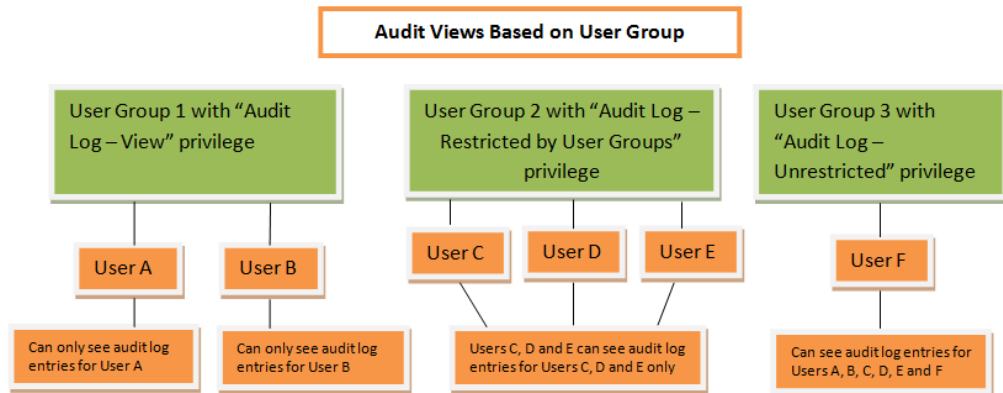 Audit Views Based on User Group
User Group 1 with “Audit
Log – View” privilege
User Group 2 with “Audit Log –
Restricted by User Groups”
privilege
User Group 3 with
“Audit Log –
Unrestricted” privilege
User A
User B
User C
User D
User E
User F
Can only see audit log
entries for User A
Can only see audit log
entries for User B
Users C, D and E can see audit log
entries for Users C, D and E only
Can see audit log entries for
Users A, B, C, D, E and F